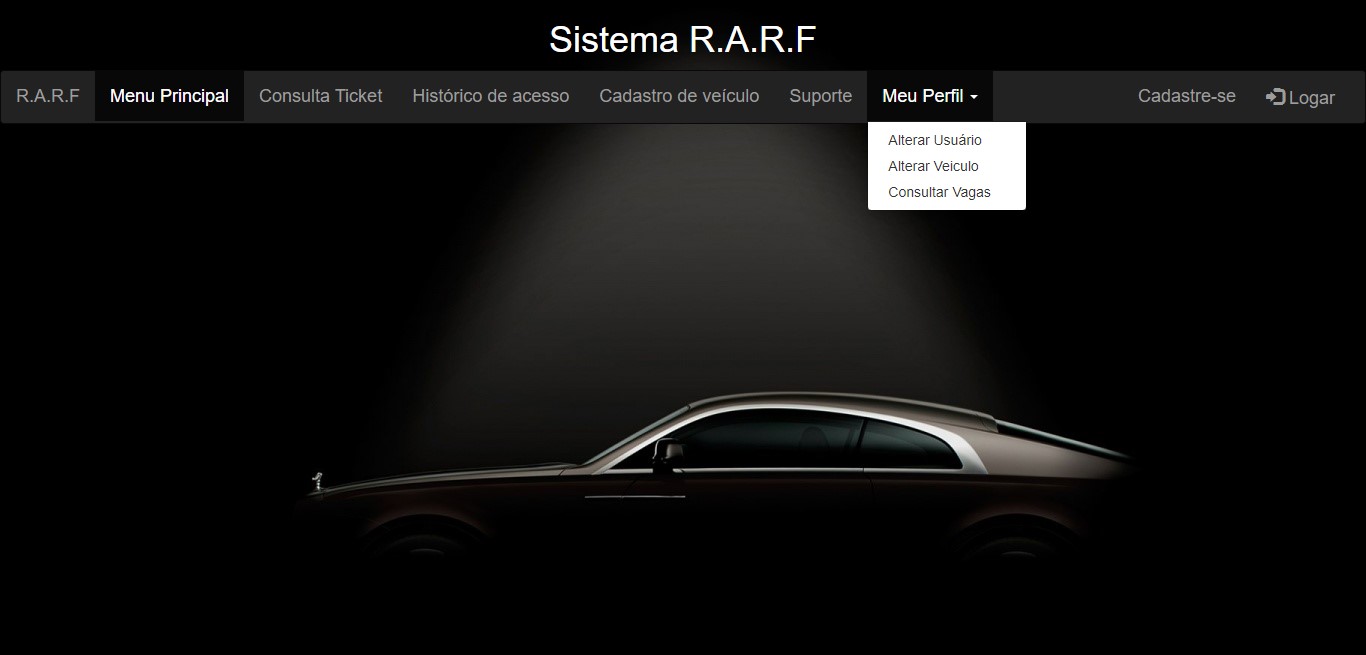 Sistema R.A.R.F
R.A.R.F Menu Principal Consulta Ticket Histórico de acesso Cadastro de veículo Suporte Meu Perfil Cadastre-se Logar
Alterar Usuário
Alterar Veiculo
Consultar Vagas